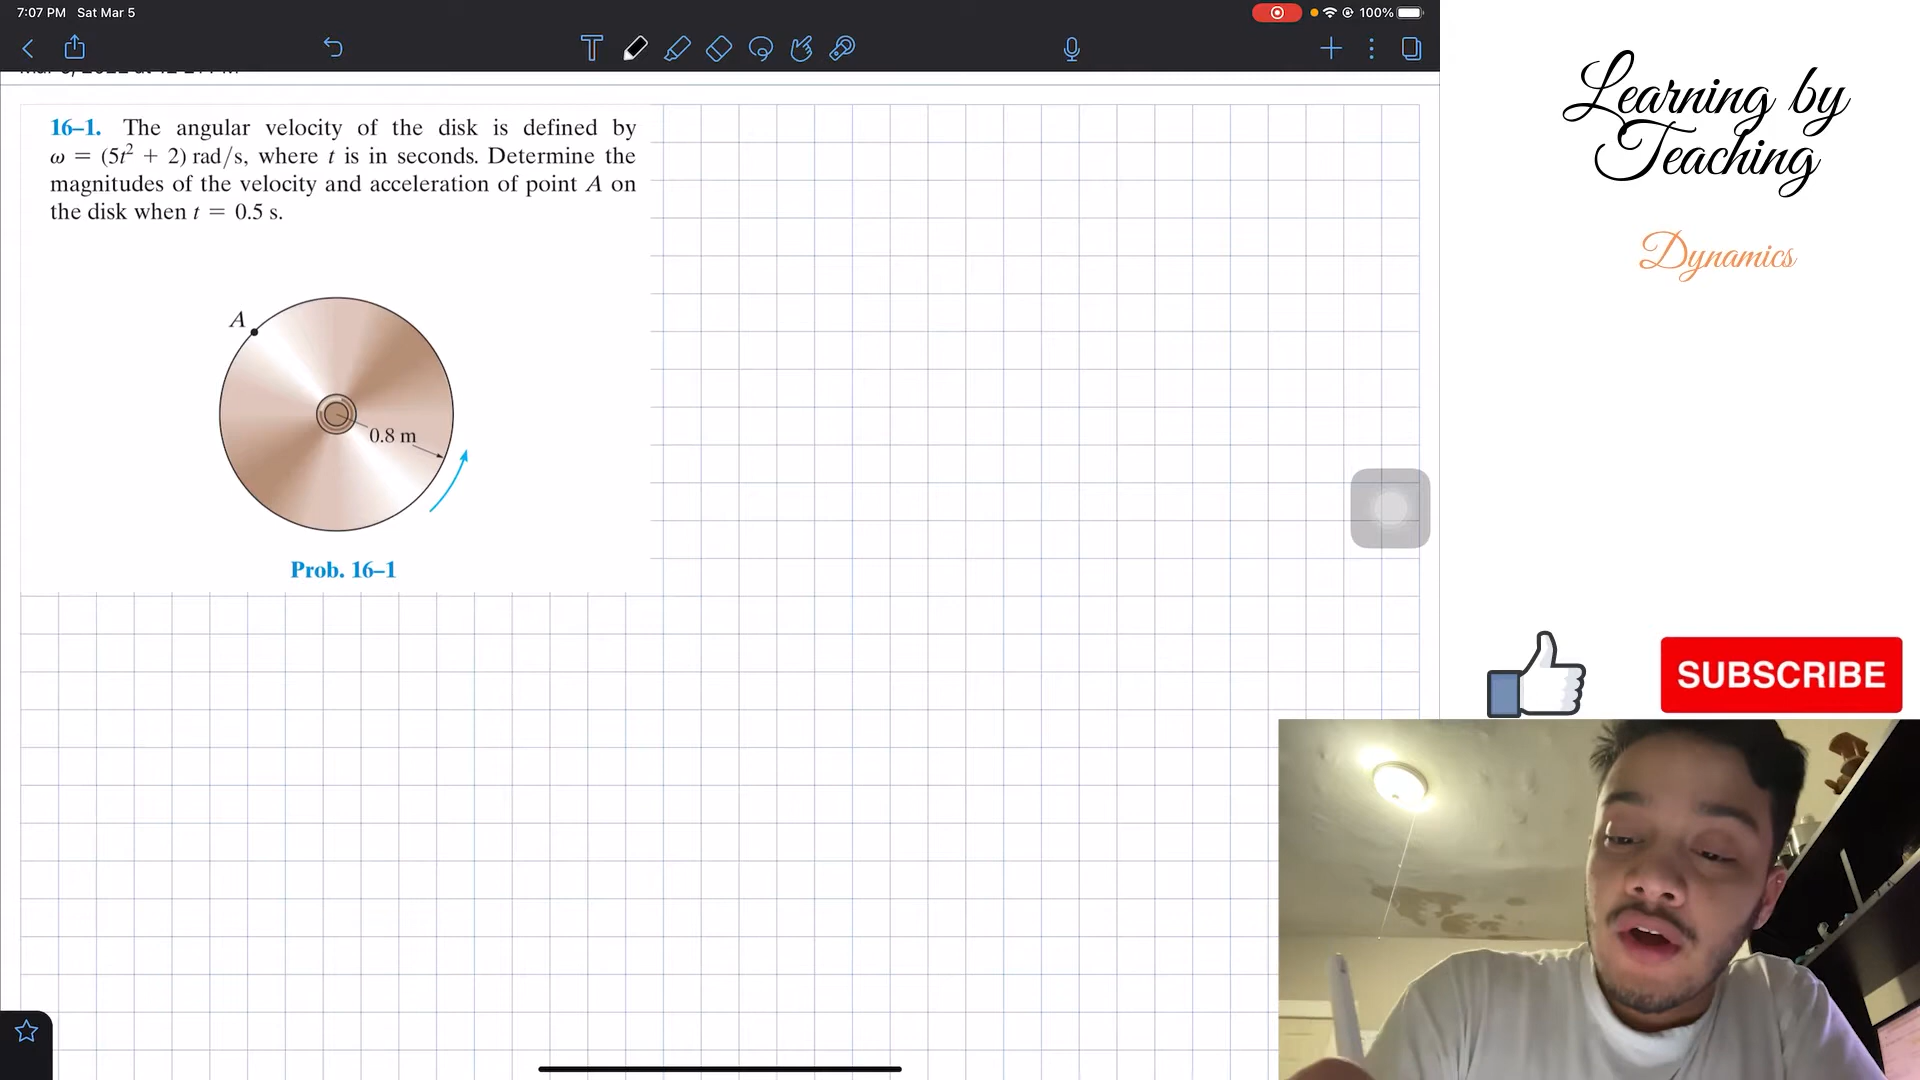 7:07 PM Sat Mar 5
100%
16–1. The angular velocity of the disk is defined by
ω = (5t² + 2) rad/s, where t is in seconds. Determine the
magnitudes of the velocity and acceleration of point A on
the disk when t = 0.5 s.
A
0.8 m
Prob. 16–1
Learning by
Teaching
Dynamics
SUBSCRIBE